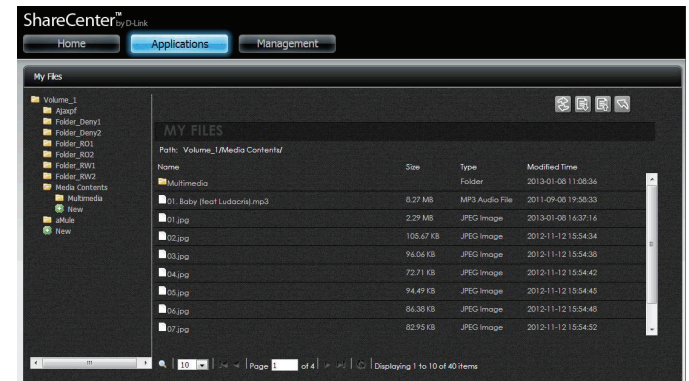 ShareCenter™ by D-Link
Home Applications Management
My Files
Volume_1
Ajaxpf
Folder_Deny1
Folder_Deny2
Folder_RO1
Folder_RO2
Folder_RW1
Folder_RW2
Media Contents
Multimedia
New
aMule
New
MY FILES
Path: Volume_1/Media Contents/
Name Size Type Modified Time
Multimedia Folder 2013-01-08 11:08:36
01. Baby (feat Ludacris).mp3 8.27 MB MP3 Audio File 2011-09-08 19:58:33
01.jpg 2.29 MB JPEG Image 2013-01-08 16:37:16
02.jpg 105.67 KB JPEG Image 2012-11-12 15:54:34
03.jpg 96.06 KB JPEG Image 2012-11-12 15:54:38
04.jpg 72.71 KB JPEG Image 2012-11-12 15:54:42
05.jpg 94.49 KB JPEG Image 2012-11-12 15:54:45
06.jpg 86.38 KB JPEG Image 2012-11-12 15:54:48
07.jpg 82.95 KB JPEG Image 2012-11-12 15:54:52
10 Page 1 of 4 Displaying 1 to 10 of 40 items